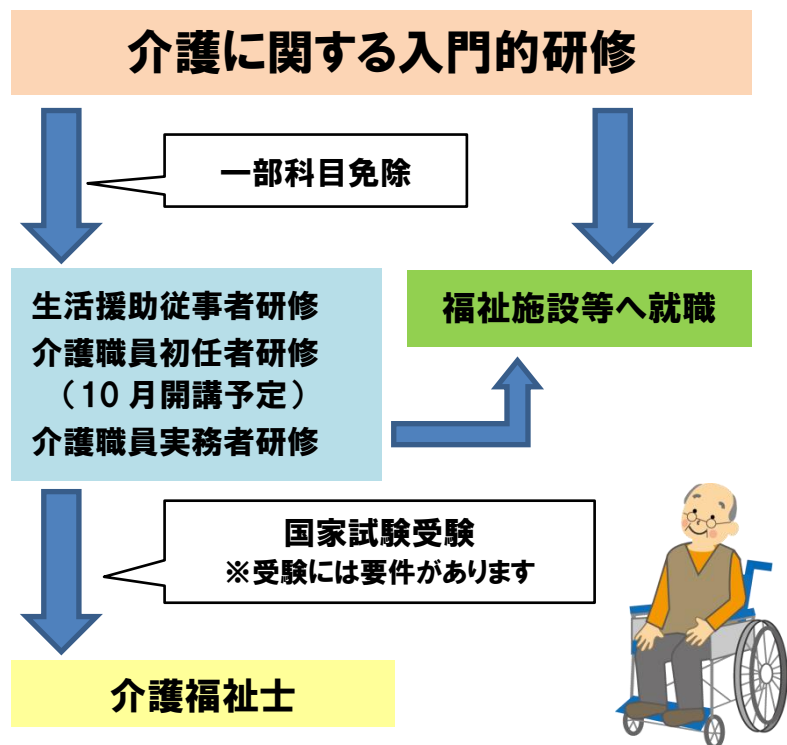 介護に関する入門的研修
一部科目免除
生活援助従事者研修
介護職員初任者研修
（10月開講予定）
介護職員実務者研修
福祉施設等へ就職
国家試験受験
※受験には要件があります
介護福祉士